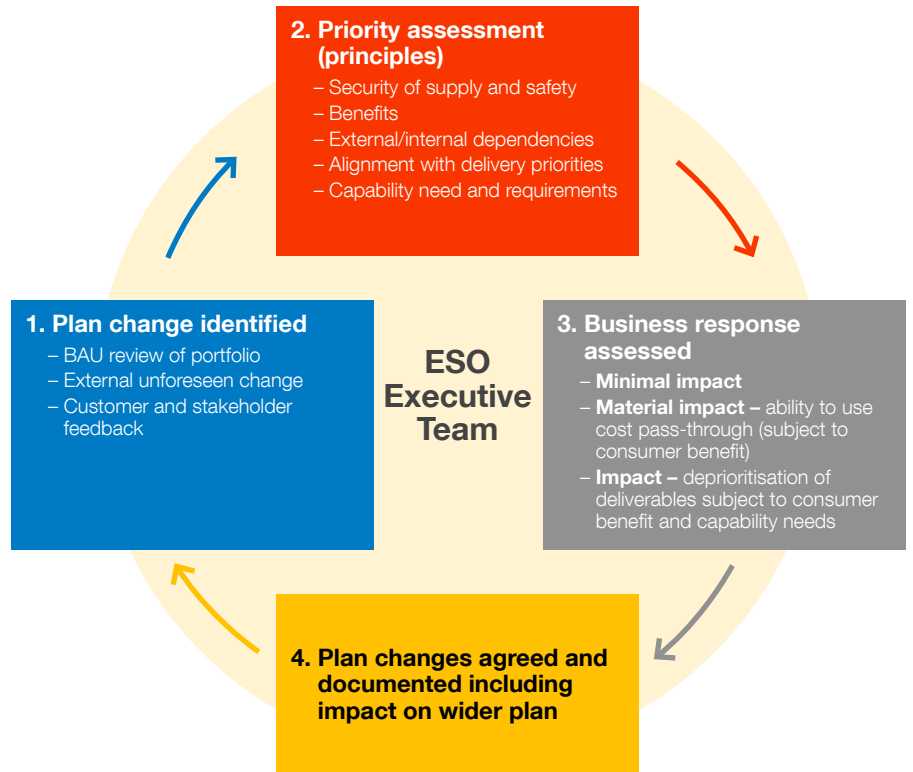 2. Priority assessment
(principles)
– Security of supply and safety
– Benefits
– External/internal dependencies
– Alignment with delivery priorities
– Capability need and requirements
1. Plan change identified
– BAU review of portfolio
– External unforeseen change
– Customer and stakeholder
feedback
ESO
Executive
Team
3. Business response
assessed
– Minimal impact
– Material impact – ability to use
cost pass-through (subject to
consumer benefit)
– Impact – deprioritisation of
deliverables subject to consumer
benefit and capability needs
4. Plan changes agreed and
documented including
impact on wider plan